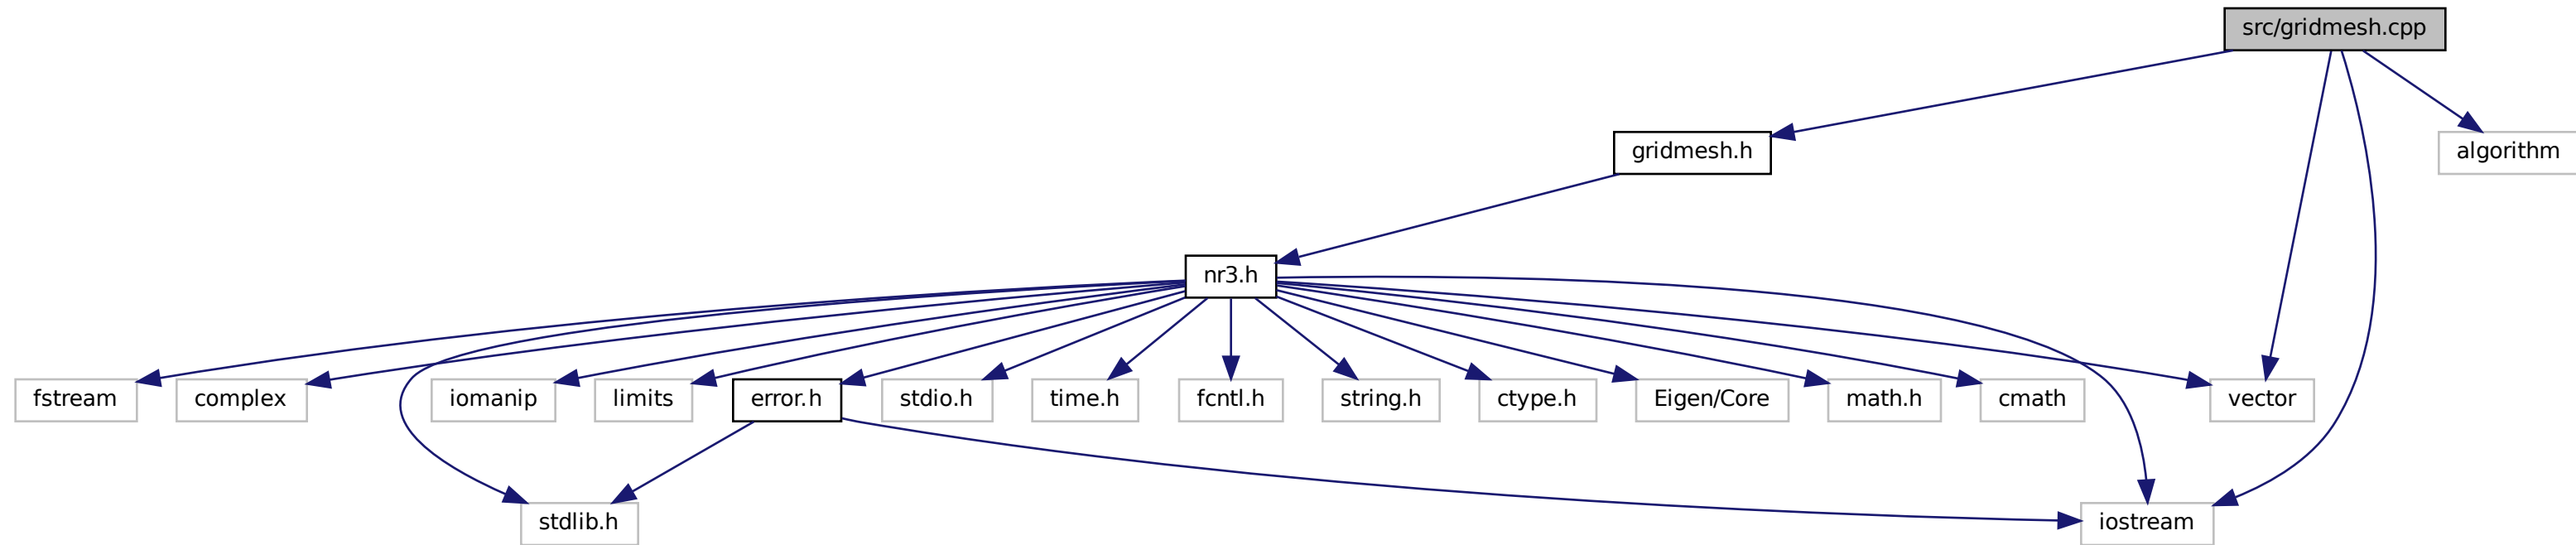 src/gridmesh.cpp
gridmesh.h
algorithm
nr3.h
fstream
complex
iomanip
limits
error.h
stdio.h
time.h
fcntl.h
string.h
ctype.h
Eigen/Core
math.h
cmath
vector
stdlib.h
iostream